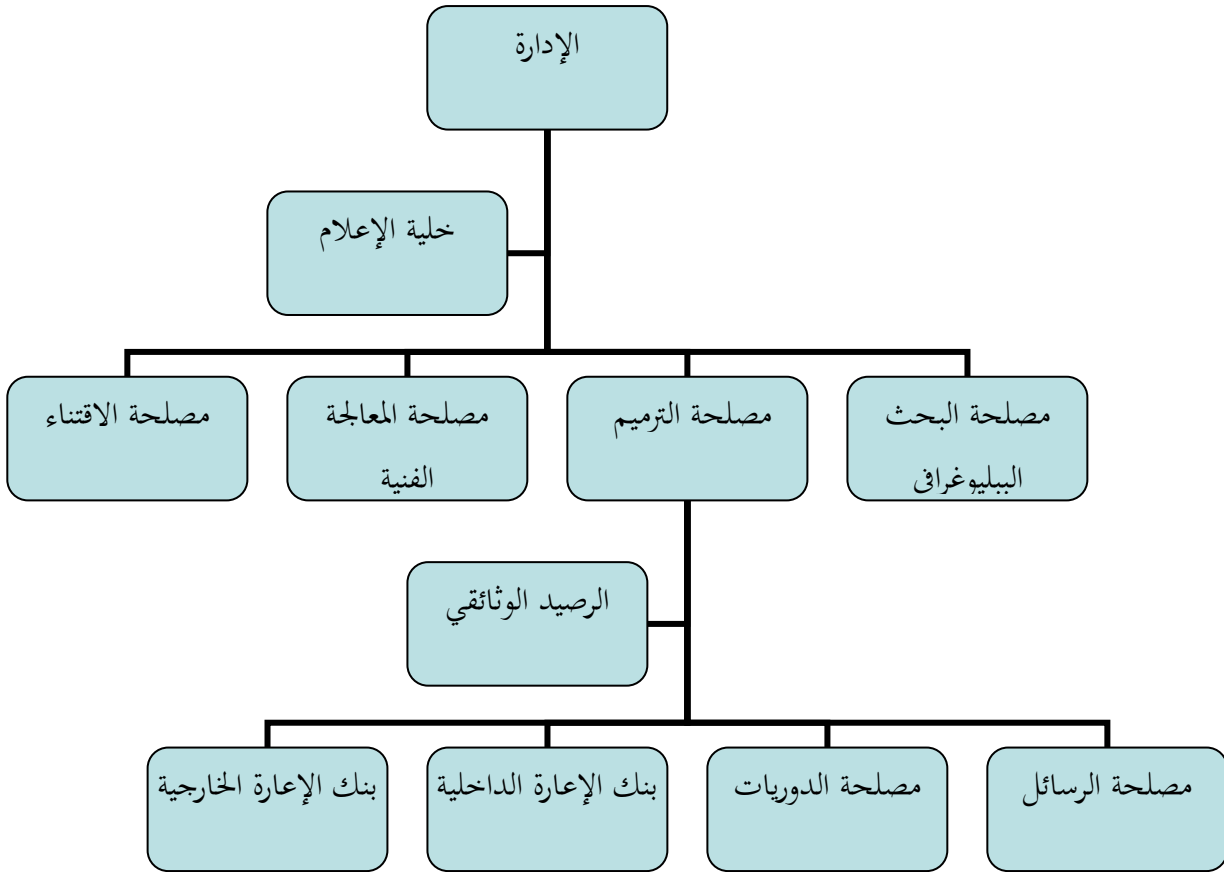 الإدارة
خلية الإعلام
مصلحة البحث
الببليوغرافي
مصلحة الترميم
مصلحة المعالجة
الفنية
مصلحة الاقتناء
الرصيد الوثائقي
مصلحة الرسائل
مصلحة الدوريات
بنك الإعارة الداخلية
بنك الإعارة الخارجية